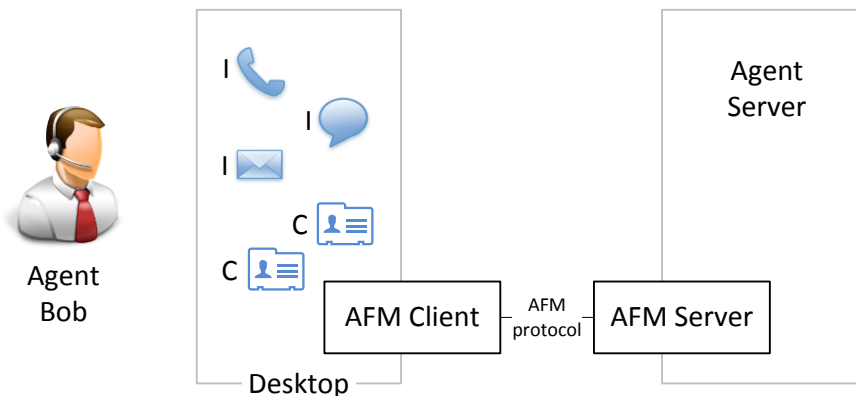 I
I
I
C
C
Agent
Bob
Desktop
AFM Client
AFM
protocol
AFM Server
Agent
Server